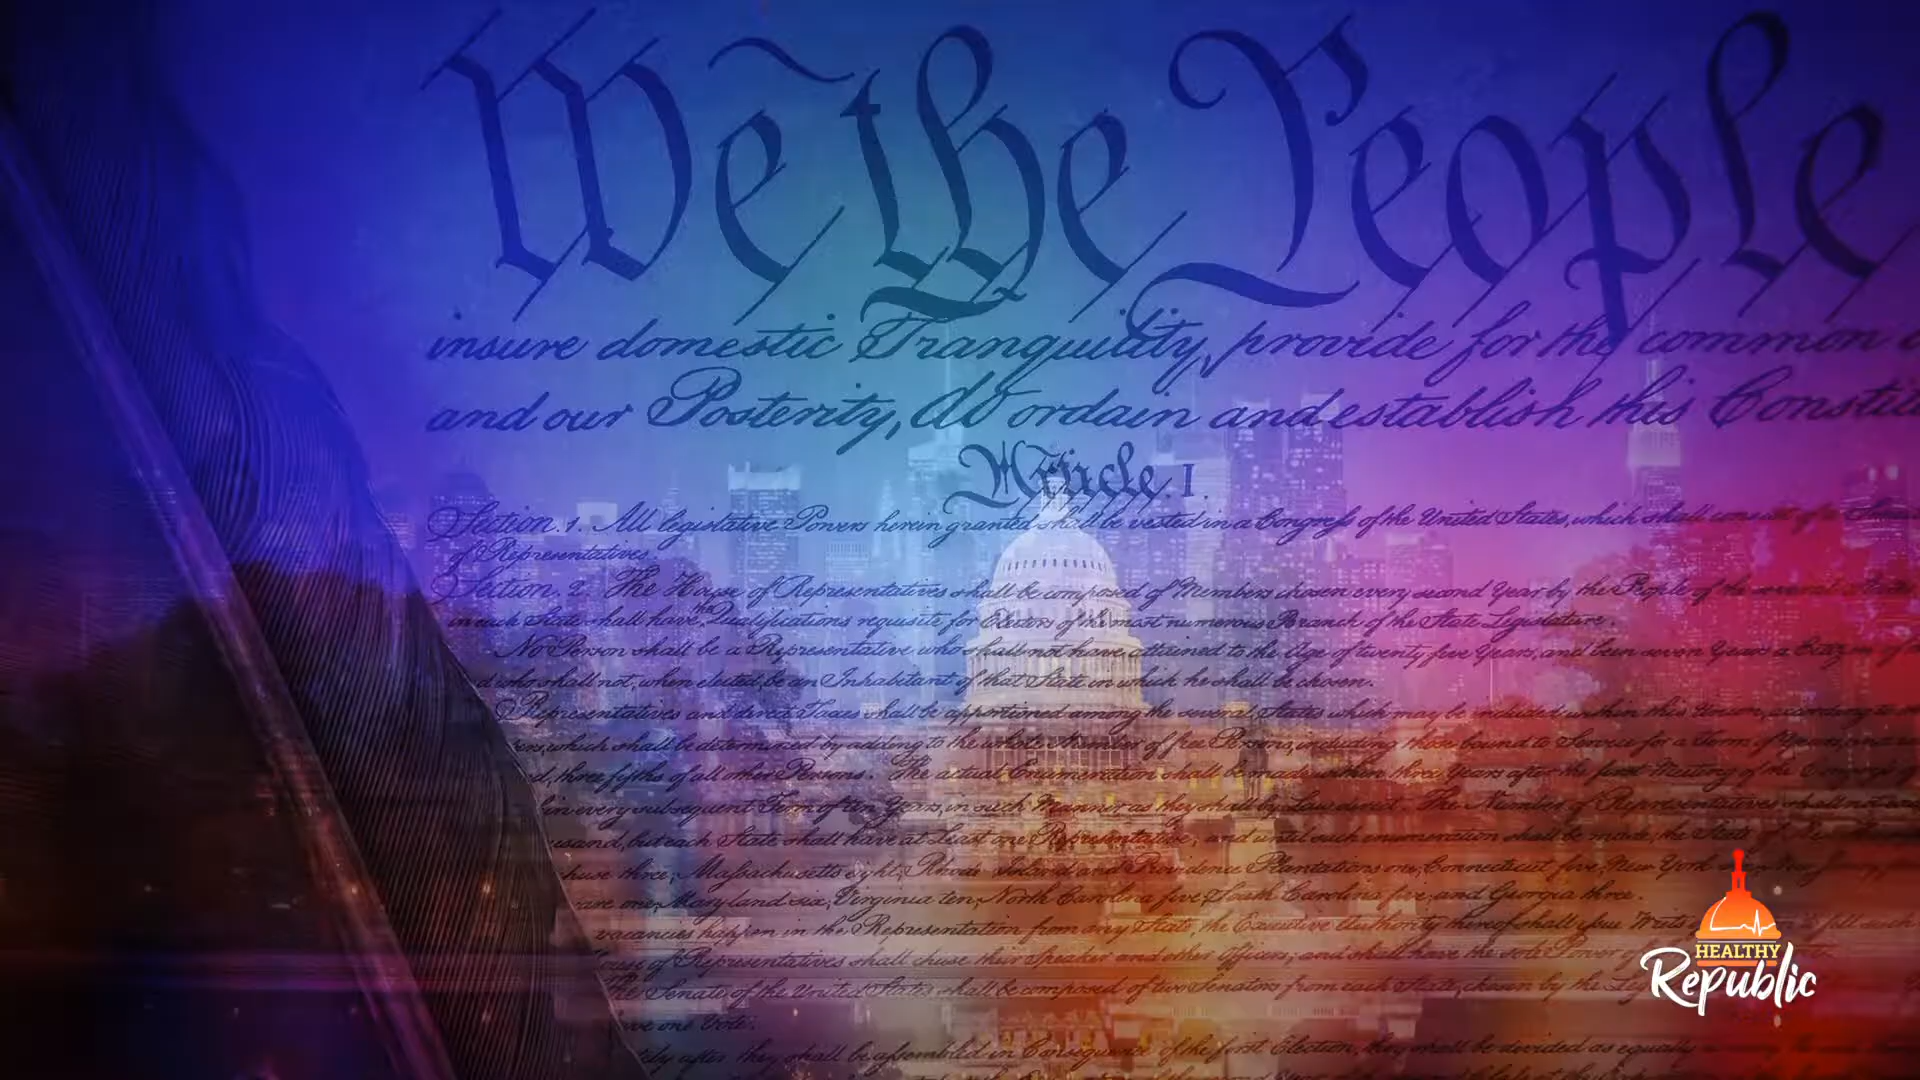 We the People
insure domestic Tranquility, provide for the common
and our Posterity, do ordain and establish this
Article. I.
Section. 1. All legislative Powers herein granted shall be vested in a Congress of the United States, which shall consist of
of Representatives.
Section. 2. The House of Representatives shall be composed of Members chosen every second Year by the People of the several
in each State shall have the Qualifications requisite for Electors of the most numerous Branch of the State Legislature.
No Person shall be a Representative who shall not have attained to the Age of twenty five Years, and been seven Years a Citizen of
who shall not, when elected, be an Inhabitant of that State in which he shall be chosen.
Representatives and direct Taxes shall be apportioned among the several States which may be included within this Union, according to
which shall be determined by adding to the whole Number of free Persons, including those bound to Service for a Term of Years, and
three fifths of all other Persons. The actual Enumeration shall be made within three Years after the first Meeting of the Congress
in every subsequent Term of ten Years, in such Manner as they shall by Law direct. The Number of Representatives shall not
but each State shall have at Least one Representative; and until such enumeration shall be made, the State
three, Massachusetts eight, Rhode Island and Providence Plantations one, Connecticut five, New York
one, Maryland six, Virginia ten, North Carolina five, South Carolina five, and Georgia three.
vacancies happen in the Representation from any State, the Executive Authority thereof shall issue Writs
of Representatives shall chuse their Speaker and other Officers; and shall have the sole Power
The Senate of the United States shall be composed of two Senators from each State, chosen by the
one Vote.
after they shall be assembled in Consequence of the first Election, they shall be divided as equally
HEALTHY
Republic